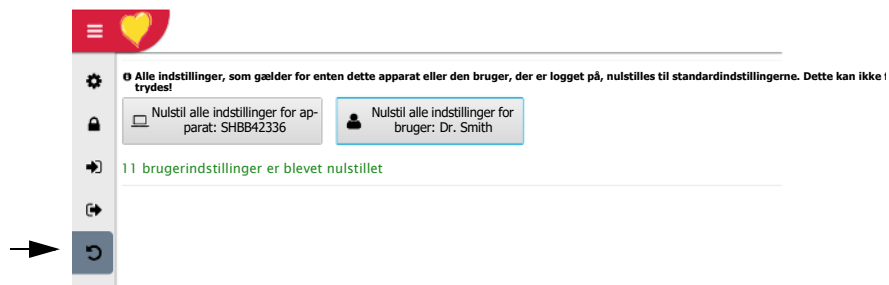 Alle indstillinger, som gælder for enten dette apparat eller den bruger, der er logget på, nulstilles til standardindstillingerne. Dette kan ikke
trydes!
Nulstil alle indstillinger for ap-
parat: SHBB42336
Nulstil alle indstillinger for
bruger: Dr. Smith
11 brugerindstillinger er blevet nulstillet